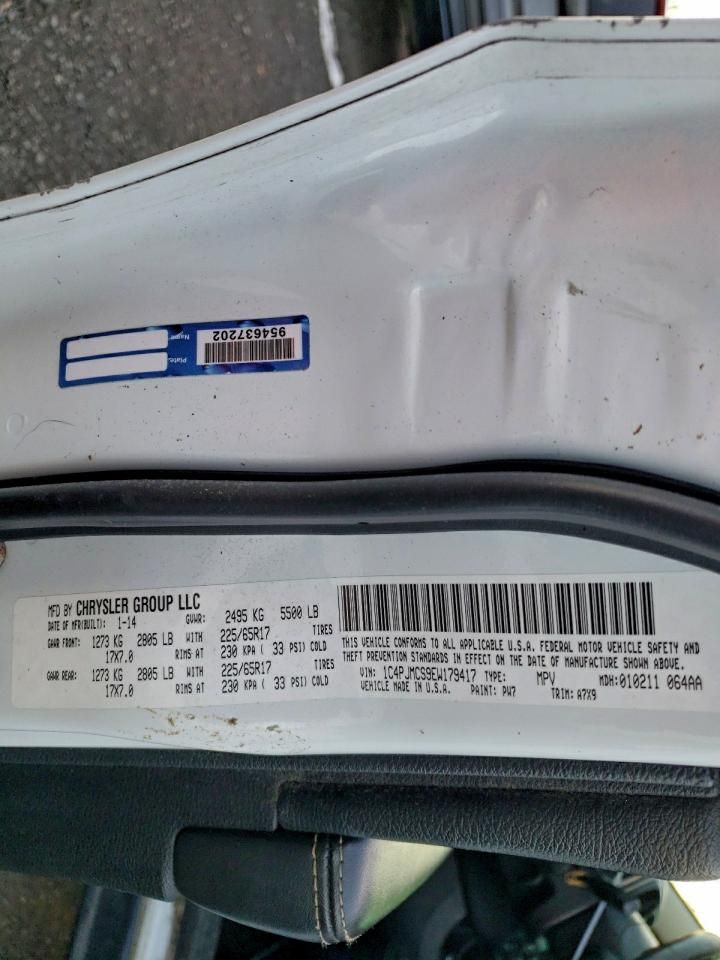 954637202
Name
Plate
MFD BY CHRYSLER GROUP LLC
DATE OF MFR(BUILT): 1-14 GVWR: 2495 KG 5500 LB
GAWR FRONT: 1273 KG 2805 LB WITH 225/65R17 TIRES
17X7.0 RIMS AT 230 KPA ( 33 PSI) COLD
GAWR REAR: 1273 KG 2805 LB WITH 225/65R17 TIRES
17X7.0 RIMS AT 230 KPA ( 33 PSI) COLD
THIS VEHICLE CONFORMS TO ALL APPLICABLE U.S.A. FEDERAL MOTOR VEHICLE SAFETY AND
THEFT PREVENTION STANDARDS IN EFFECT ON THE DATE OF MANUFACTURE SHOWN ABOVE.
VIN: 1C4PJMCS9EW179417 TYPE: MPV MDH:010211 064AA
VEHICLE MADE IN U.S.A. PAINT: PW7 TRIM: A7X9